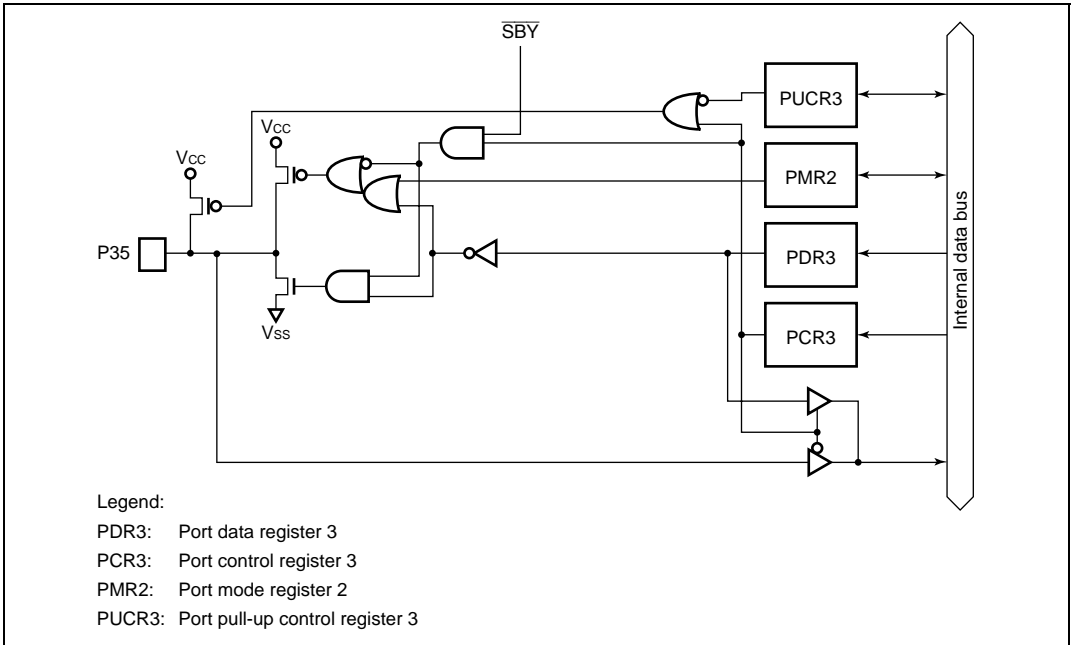 SBY
PUCR3
VCC
VCC
PMR2
P35
PDR3
VSS
PCR3
Internal data bus
Legend:
PDR3: Port data register 3
PCR3: Port control register 3
PMR2: Port mode register 2
PUCR3: Port pull-up control register 3